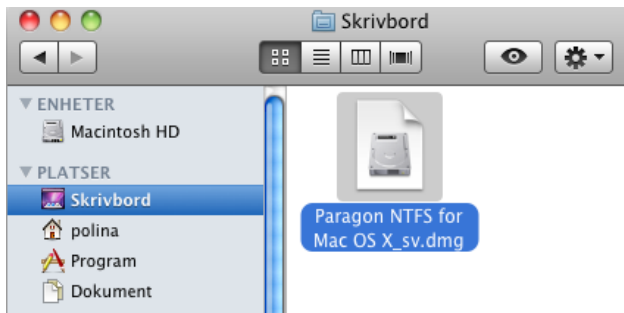 Skrivbord
ENHETER
Macintosh HD
PLATSER
Skrivbord
polina
Program
Dokument
Paragon NTFS for
Mac OS X_sv.dmg